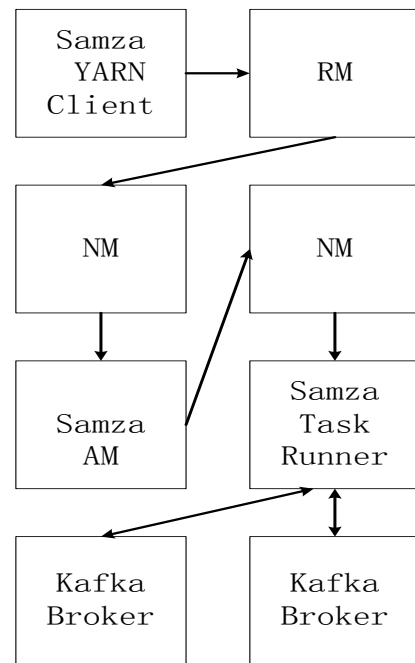 Samza
YARN
Client
RM
NM
NM
Samza
AM
Samza
Task
Runner
Kafka
Broker
Kafka
Broker